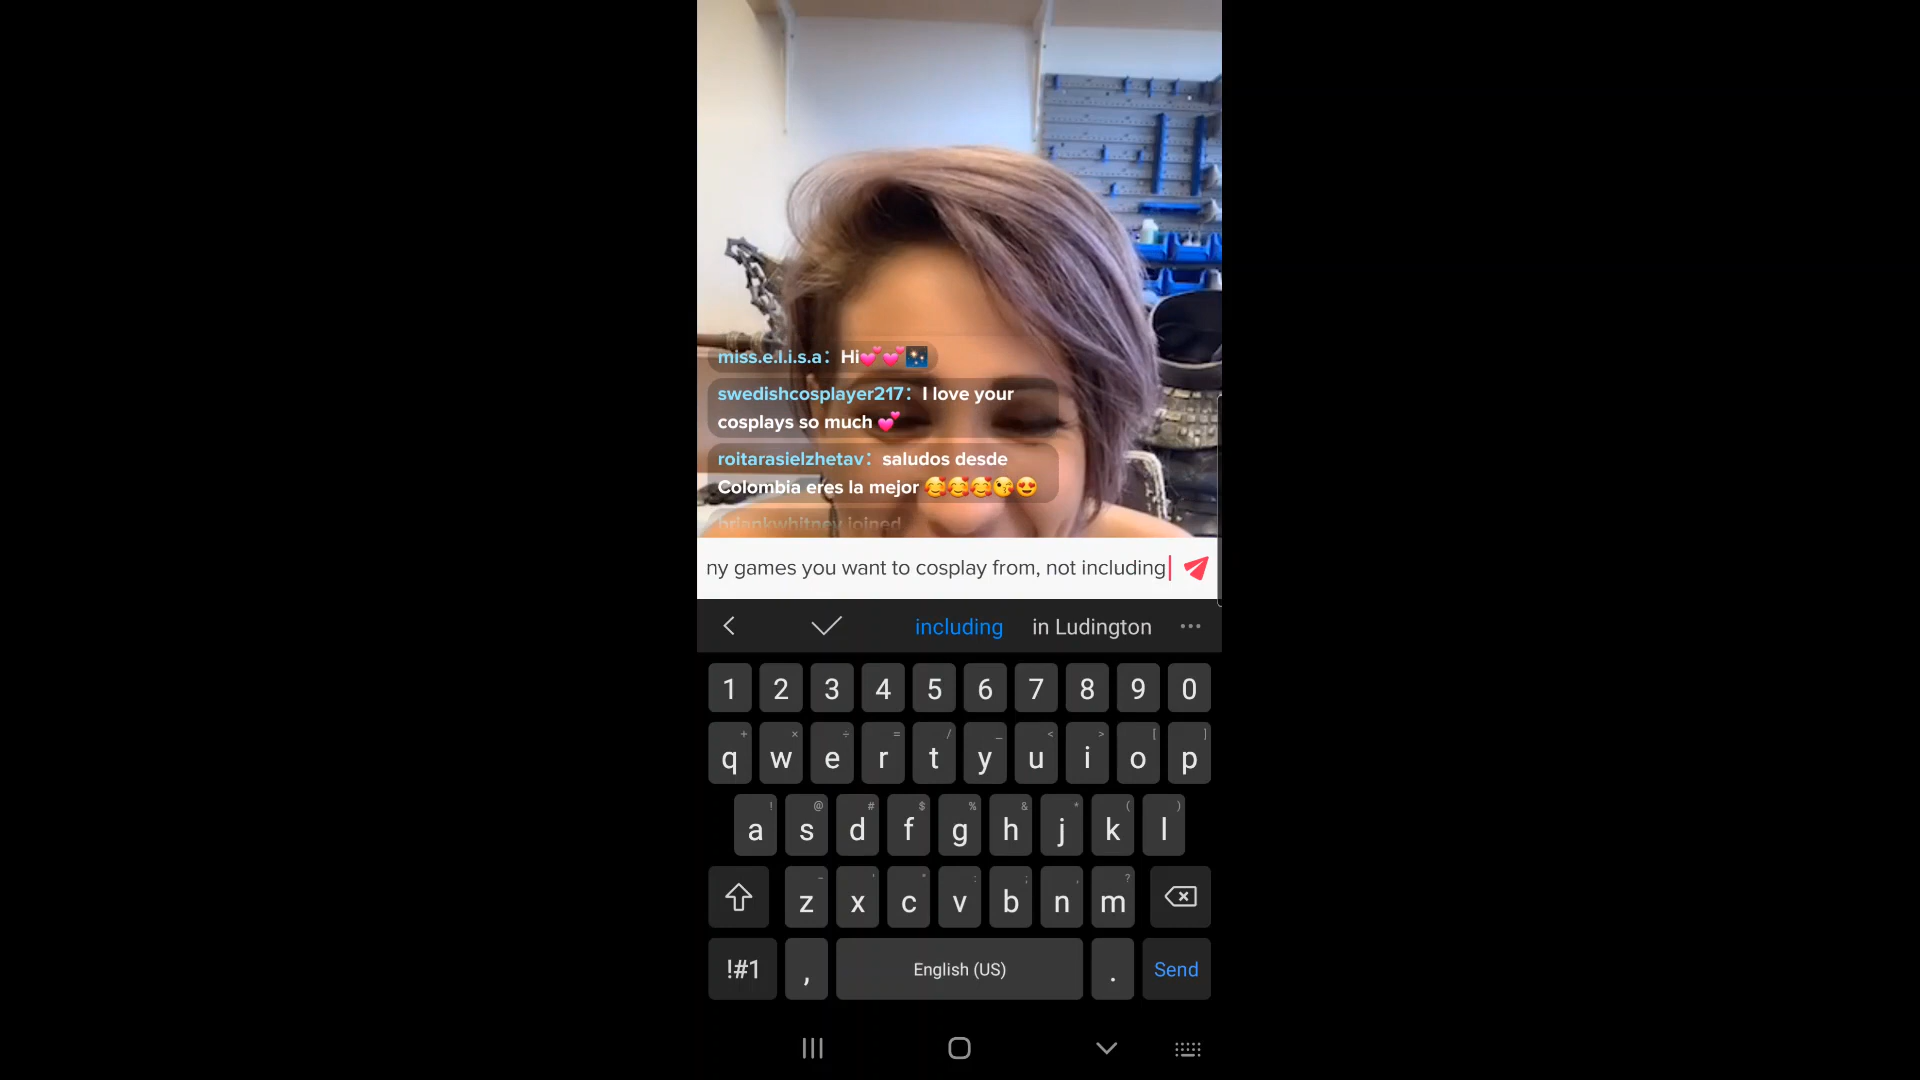 miss.e.l.i.s.a: Hi💕💕🎇
swedishcosplayer217: I love your
cosplays so much 💕
roitarasielzhetav: saludos desde
Colombia eres la mejor 🥰🥰🥰😘😍
briankwhitney joined
ny games you want to cosplay from, not including
including in Ludington ...
1 2 3 4 5 6 7 8 9 0
+ × ÷ = / _ < > [ ]
q w e r t y u i o p
! @ # $ % & * ( )
a s d f g h j k l
- ' " : ; , ?
z x c v b n m
!#1 , English (US) . Send